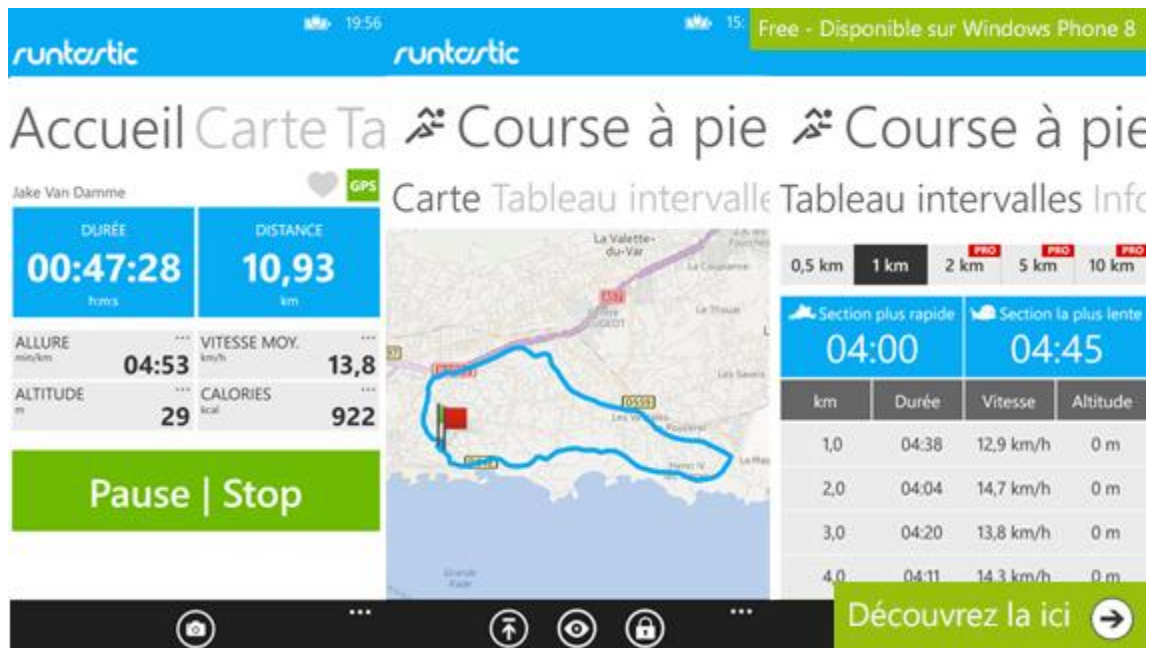 19:56
runtastic
Accueil Carte Ta
Jake Van Damme
GPS
DURÉE
00:47:28
h:m:s
DISTANCE
10,93
km
ALLURE
min/km
04:53
VITESSE MOY.
km/h
13,8
ALTITUDE
m
29
CALORIES
kcal
922
Pause | Stop
15:
runtastic
Course à pie
Carte Tableau intervalle
La Valette-
du-Var
A57
D559
Grande
Rade
Free - Disponible sur Windows Phone 8
Course à pie
Tableau intervalles Info
PRO PRO PRO
0,5 km 1 km 2 km 5 km 10 km
Section plus rapide
04:00
Section la plus lente
04:45
km Durée Vitesse Altitude
1,0 04:38 12,9 km/h 0 m
2,0 04:04 14,7 km/h 0 m
3,0 04:20 13,8 km/h 0 m
4,0 04:11 14,3 km/h 0 m
Découvrez la ici